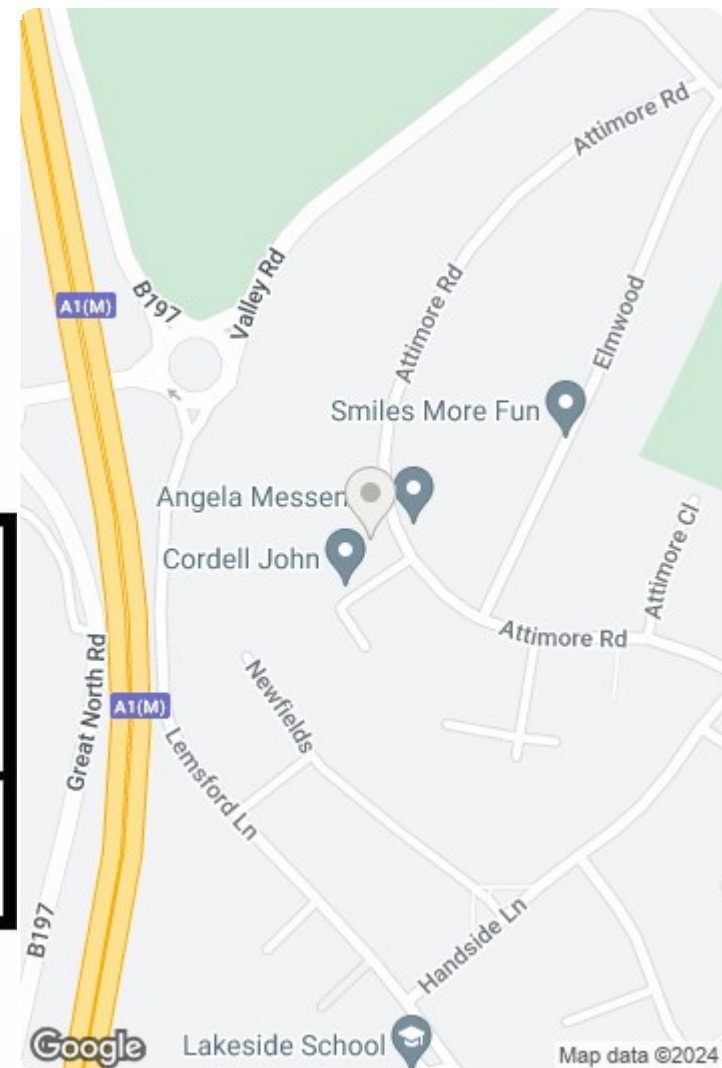 Attimore Rd
B197
Valley Rd
A1(M)
Attimore Rd
Elmwood
Smiles More Fun
Angela Messen
Cordell John
Attimore Cl
Attimore Rd
Great North Rd
Newfields
A1(M)
Lemsford Ln
B197
Handside Ln
Google
Lakeside School
Map data ©2024